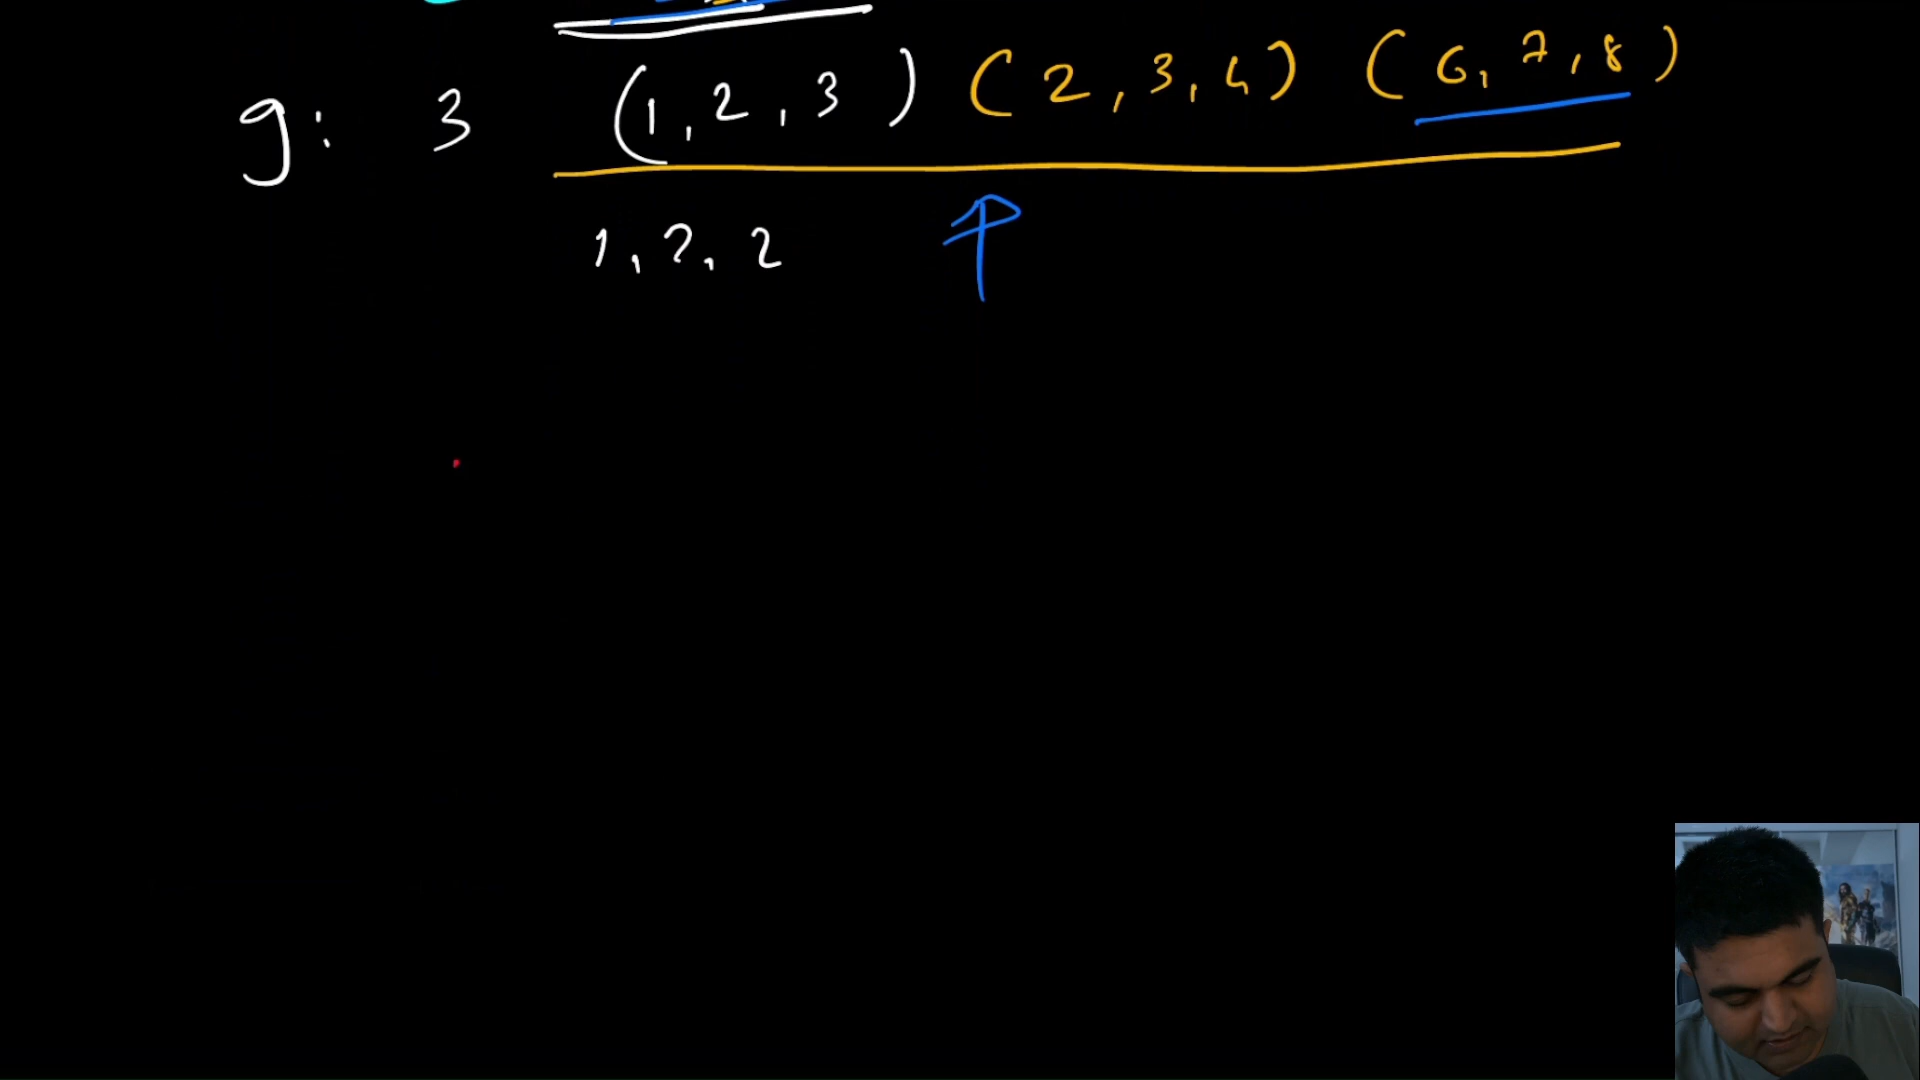 g: 3 (1, 2, 3) (2, 3, 4) (6, 7, 8)
1, 2, 2